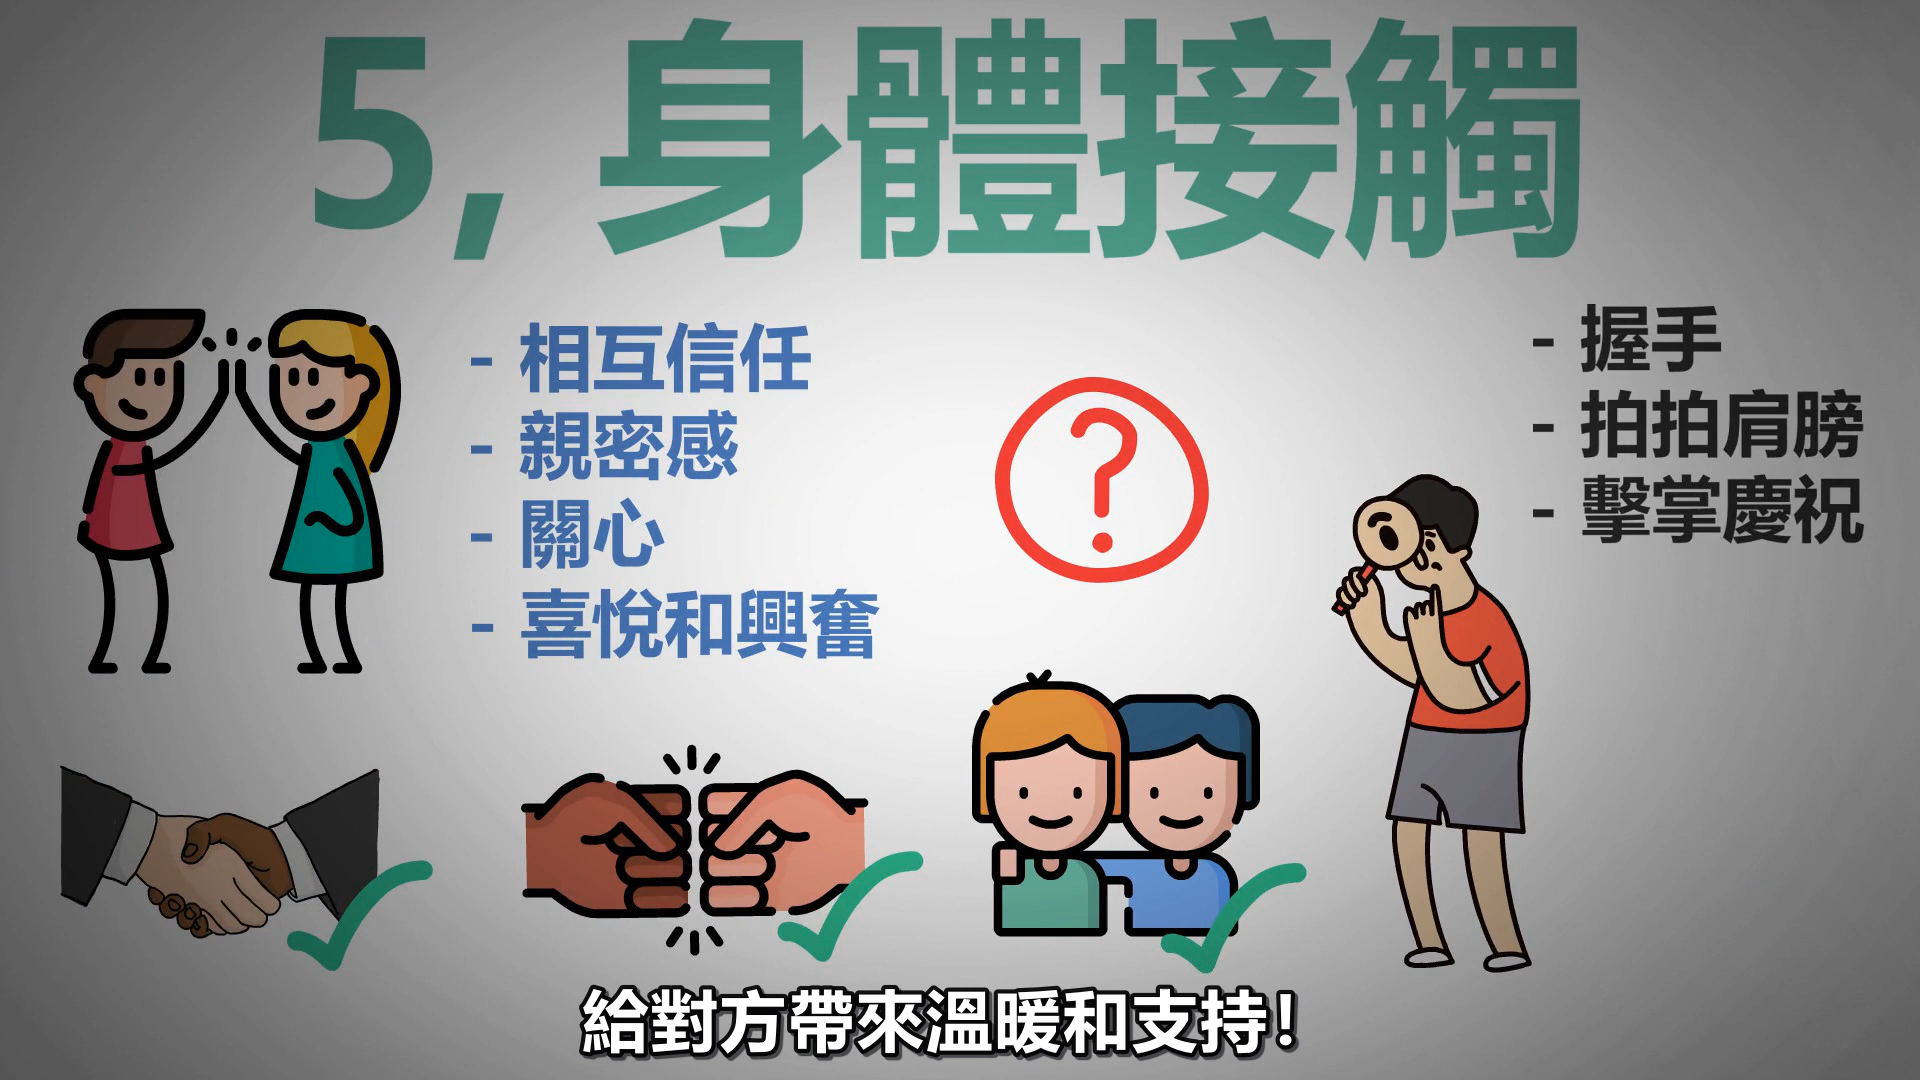 5, 身體接觸
- 相互信任
- 親密感
- 關心
- 喜悅和興奮
- 握手
- 拍拍肩膀
- 擊掌慶祝
給對方帶來溫暖和支持！